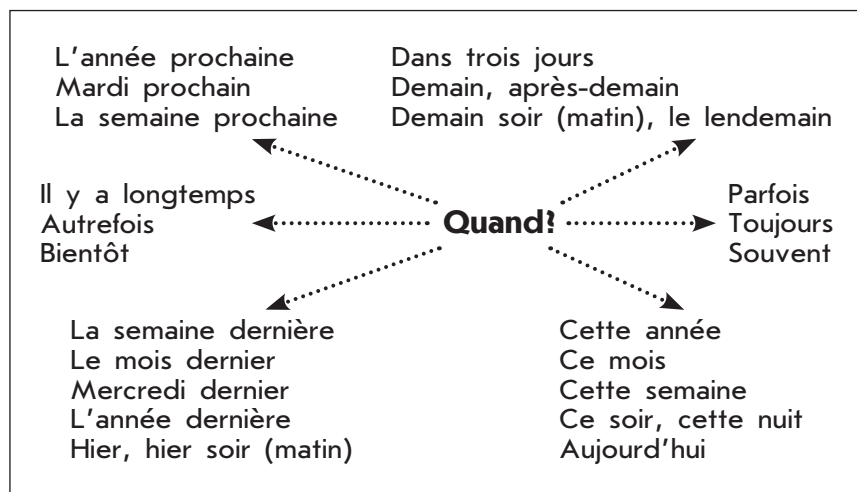 L'année prochaine
Mardi prochain
La semaine prochaine
Dans trois jours
Demain, après-demain
Demain soir (matin), le lendemain
Il y a longtemps
Autrefois
Bientôt
Quand?
Parfois
Toujours
Souvent
La semaine dernière
Le mois dernier
Mercredi dernier
L'année dernière
Hier, hier soir (matin)
Cette année
Ce mois
Cette semaine
Ce soir, cette nuit
Aujourd'hui